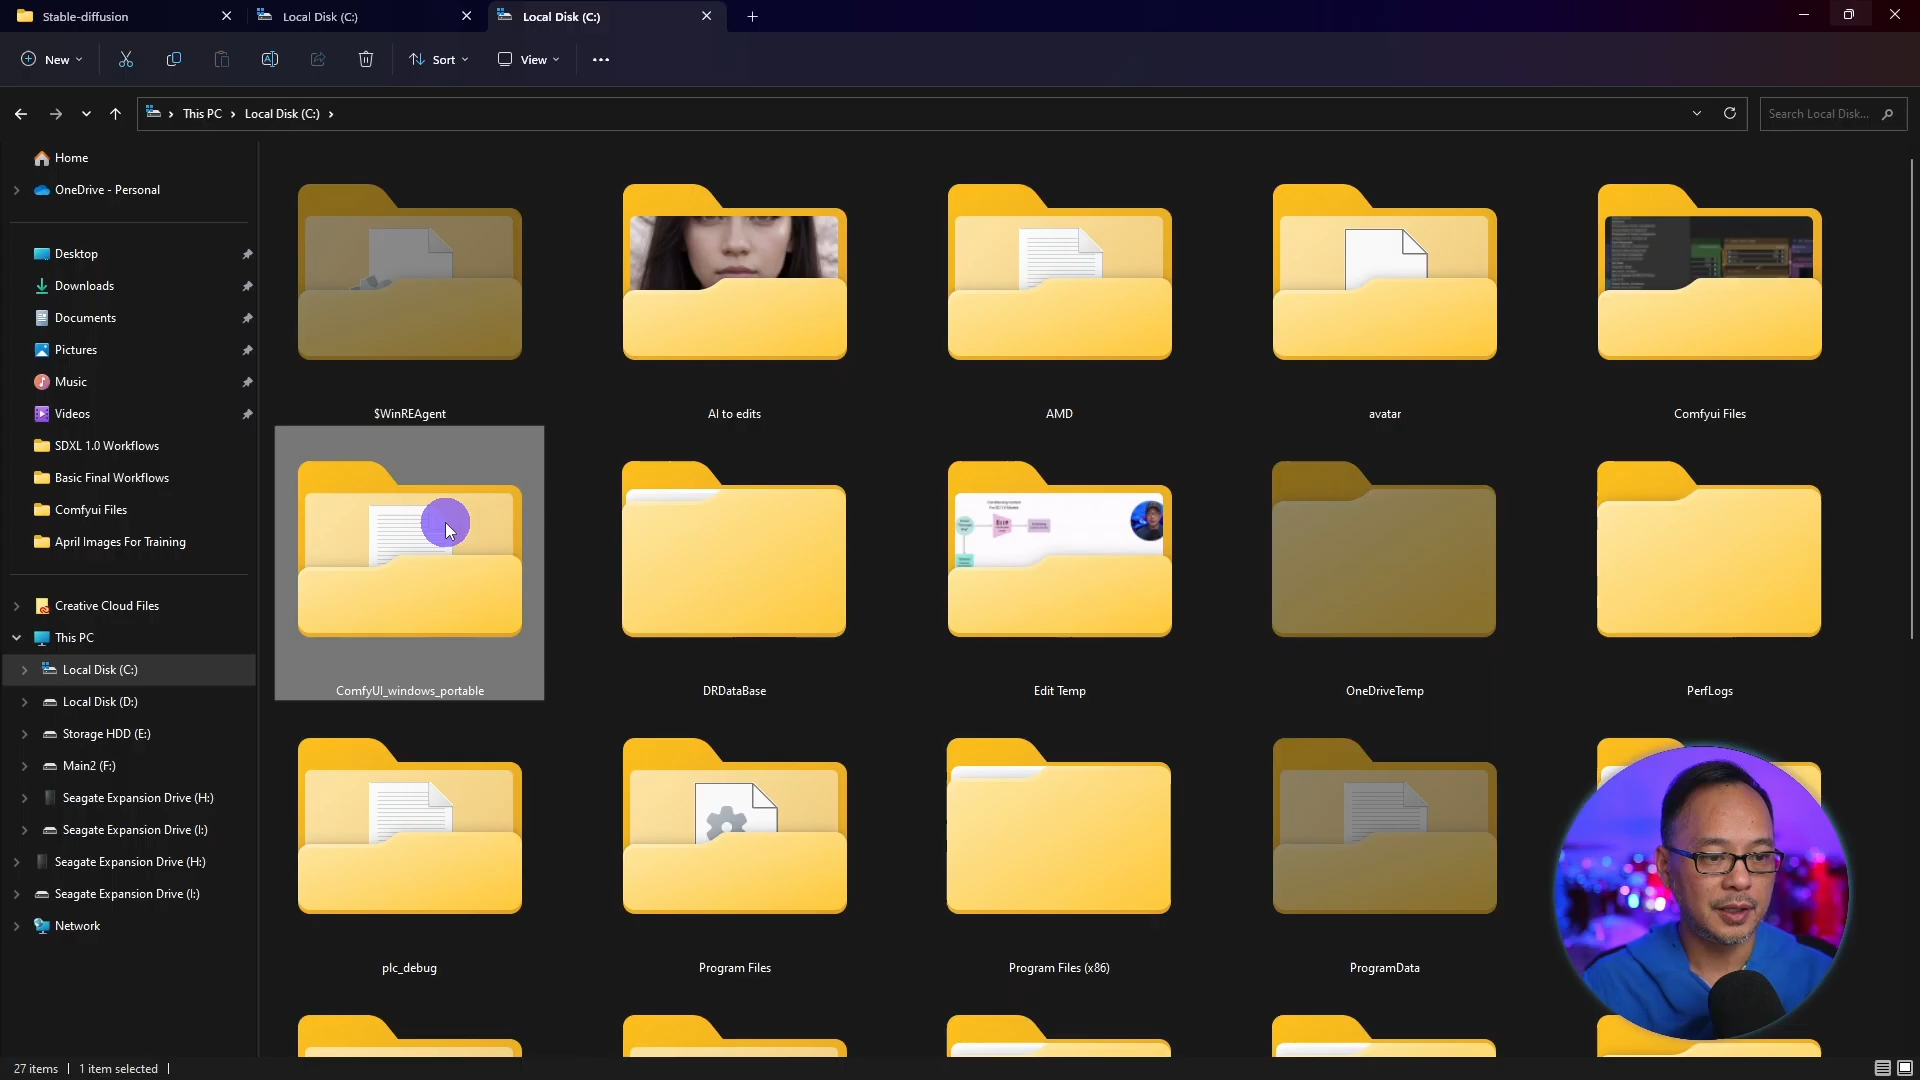 Stable-diffusion
Local Disk (C:)
Local Disk (C:)
New
Sort
View
This PC
Local Disk (C:)
Search Local Disk...
Home
OneDrive - Personal
Desktop
Downloads
Documents
Pictures
Music
Videos
SDXL 1.0 Workflows
Basic Final Workflows
Comfyui Files
April Images For Training
Creative Cloud Files
This PC
Local Disk (C:)
Local Disk (D:)
Storage HDD (E:)
Main2 (F:)
Seagate Expansion Drive (H:)
Seagate Expansion Drive (I:)
Seagate Expansion Drive (H:)
Seagate Expansion Drive (I:)
Network
$WinREAgent
AI to edits
AMD
avatar
Comfyui Files
ComfyUI_windows_portable
DRDataBase
Edit Temp
OneDriveTemp
PerfLogs
plc_debug
Program Files
Program Files (x86)
ProgramData
27 items
1 item selected